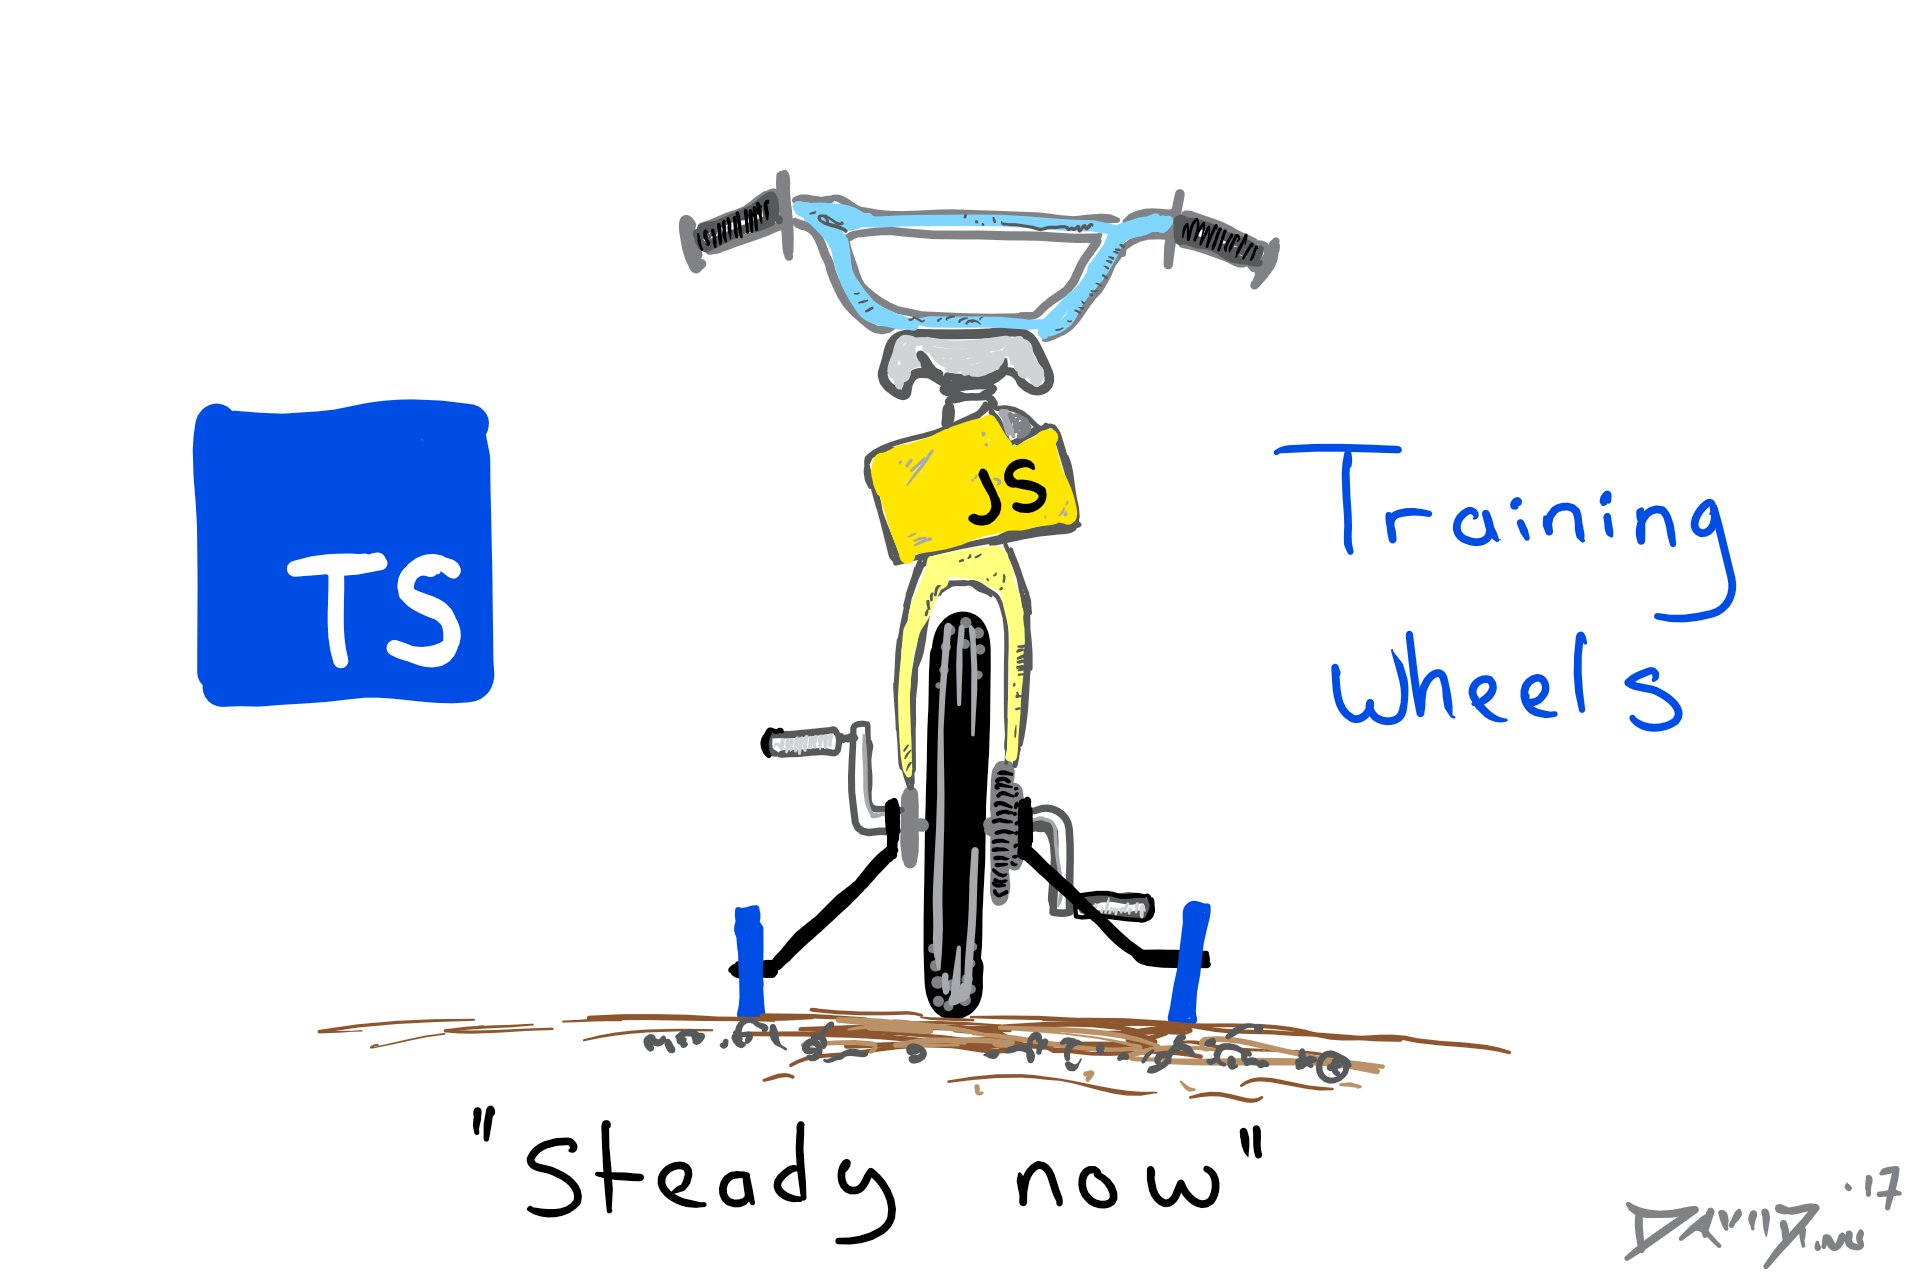 JS
TS
Training
wheels
"Steady now"
'17